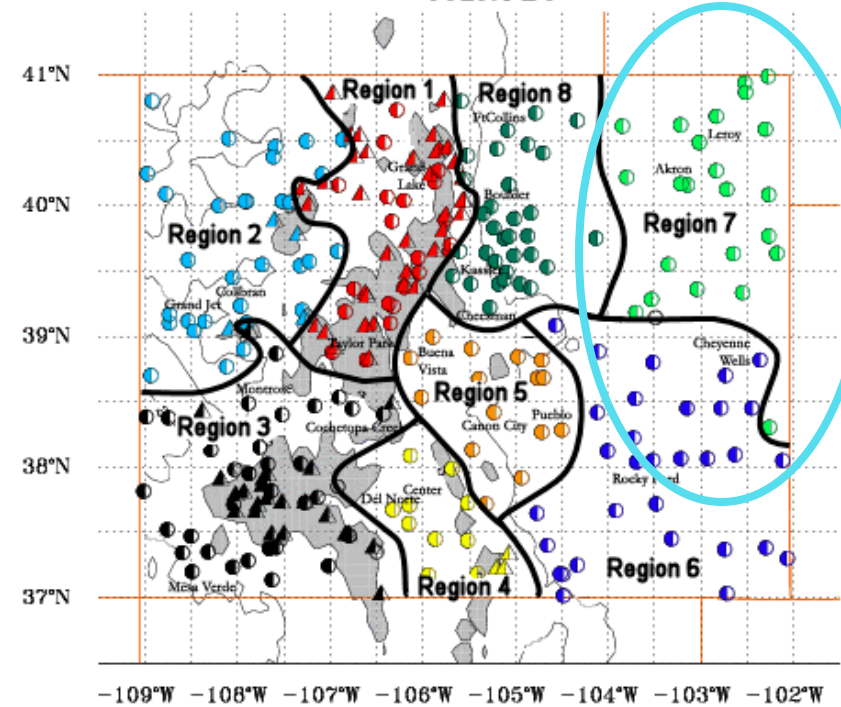 41°N
Region 1
Region 8
FtCollins
Leroy
Grand
Lake
Akron
40°N
Boulder
Region 7
Region 2
Kassler
Collbran
Grand Jct
Cheesman
39°N
Taylor Park
Buena
Vista
Cheyenne
Wells
Montrose
Region 5
Region 3
Cochetopa Creek
Canon City
Pueblo
38°N
Rocky Ford
Del Norte
Center
Mesa Verde
Region 4
Region 6
37°N
-109°W -108°W -107°W -106°W -105°W -104°W -103°W -102°W